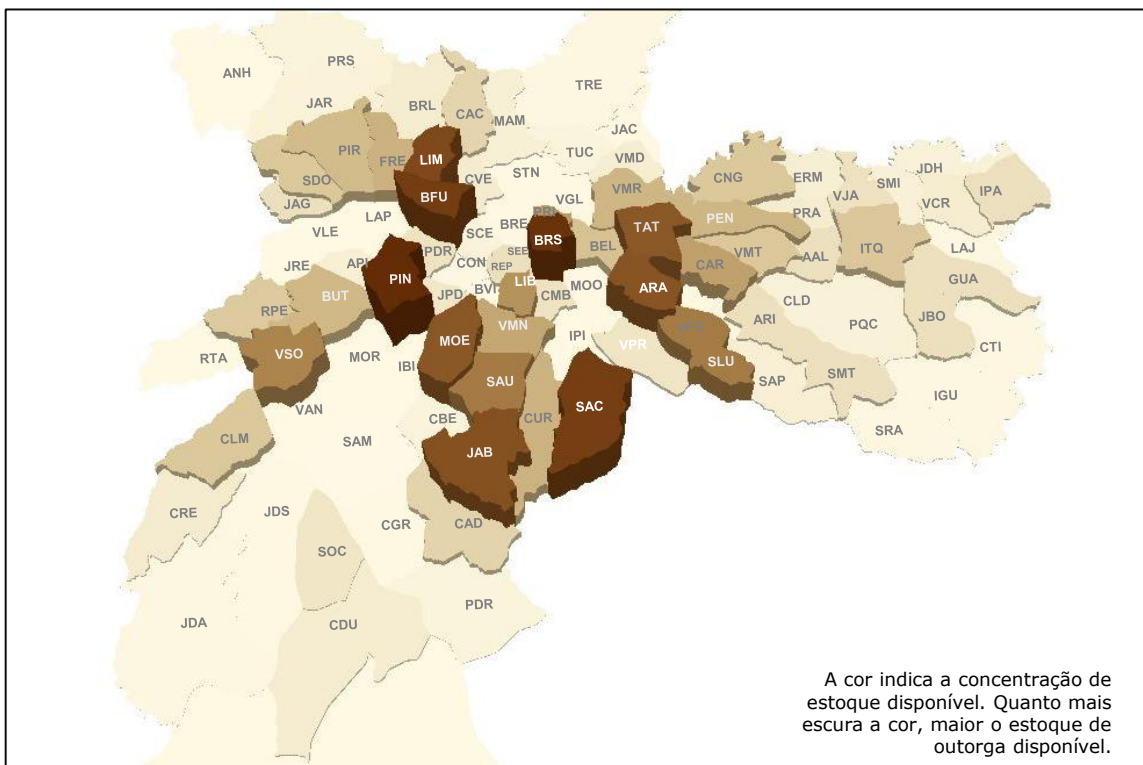 ANH
PRS
TRE
JAR
BRL
CAC
MAM
JAC
TUC
VMD
PIR
FRE
LIM
STN
CVE
SDO
JAG
BFU
LAP
VLE
SCE
BRE
VGL
VMR
CNG
ERM
VJA
SMI
JDH
VCR
IPA
PRA
PEN
TAT
BRS
BEL
SEE
REP
CON
PDR
API
JRE
PIN
BUT
RPE
RTA
VSO
MOR
VAN
JPD
BVI
LIB
CMB
MOO
ARA
CAR
VMT
AAL
ITQ
LAJ
GUA
CLD
ARI
PQC
JBO
CTI
MOE
VMN
IPI
VPR
SLU
SAP
SMT
IGU
SRA
IBI
SAU
CBE
CUR
SAC
JAB
CLM
SAM
CRE
JDS
CGR
CAD
SOC
PDR
JDA
CDU
A cor indica a concentração de
estoque disponível. Quanto mais
escura a cor, maior o estoque de
outorga disponível.